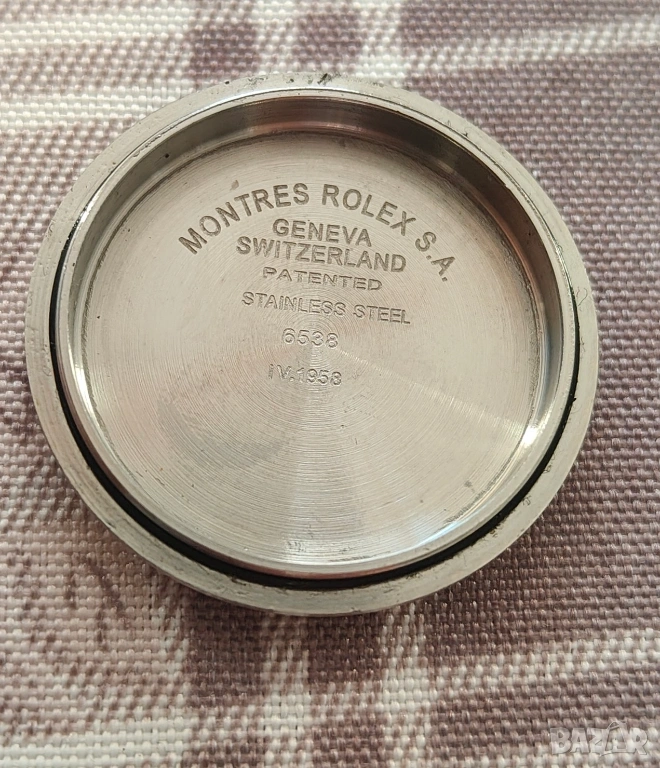 MONTRES ROLEX S.A.
GENEVA
SWITZERLAND
PATENTED
STAINLESS STEEL
6538
IV.1958
BAZAR